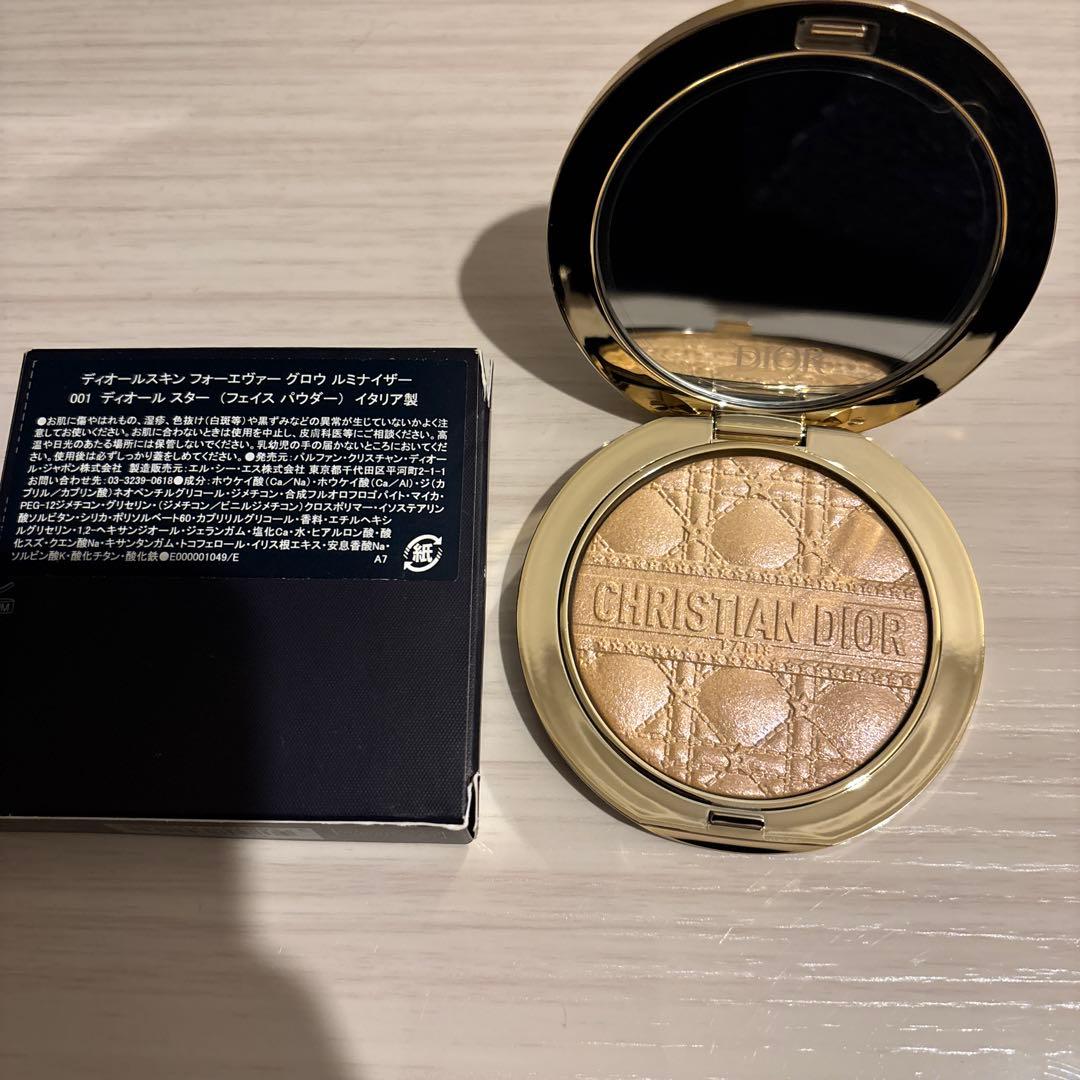 ディオールスキン フォーエヴァー グロウ ルミナイザー
001 ディオール スター (フェイス パウダー) イタリア製
●お肌に傷やはれもの、湿疹、色抜け(白斑等)や黒ずみなどの異常が生じていないかよく注
意してお使いください。お肌に合わないときは使用を中止し、皮膚科医等にご相談ください。高
温や日光のあたる場所には保管しないでください。乳幼児の手の届かないところにおいてくだ
さい。使用後は必ずしっかり蓋をしめてください。●発売元:パルファン・クリスチャン・ディオー
ル・ジャポン株式会社 製造販売元:エル・シー・エス株式会社 東京都千代田区平河町2-1-1
お問い合わせ先:03-3239-0618●成分:ホウケイ酸(Ca/Na)・ホウケイ酸(Ca/Al)・ジ(カ
プリル/カプリン酸)ネオペンチルグリコール・ジメチコン・合成フルオロフロゴパイト・マイカ・
PEG-12ジメチコン・グリセリン・(ジメチコン/ビニルジメチコン)クロスポリマー・イソステアリン
酸ソルビタン・シリカ・ポリソルベート60・カプリリルグリコール・香料・エチルヘキシ
ルグリセリン・1,2-ヘキサンジオール・ジェランガム・塩化Ca・水・ヒアルロン酸・酸
化スズ・クエン酸Na・キサンタンガム・トコフェロール・イリス根エキス・安息香酸Na・
ソルビン酸K・酸化チタン・酸化鉄●E000001049/E
A7
紙
DIOR
CHRISTIAN DIOR
PARIS